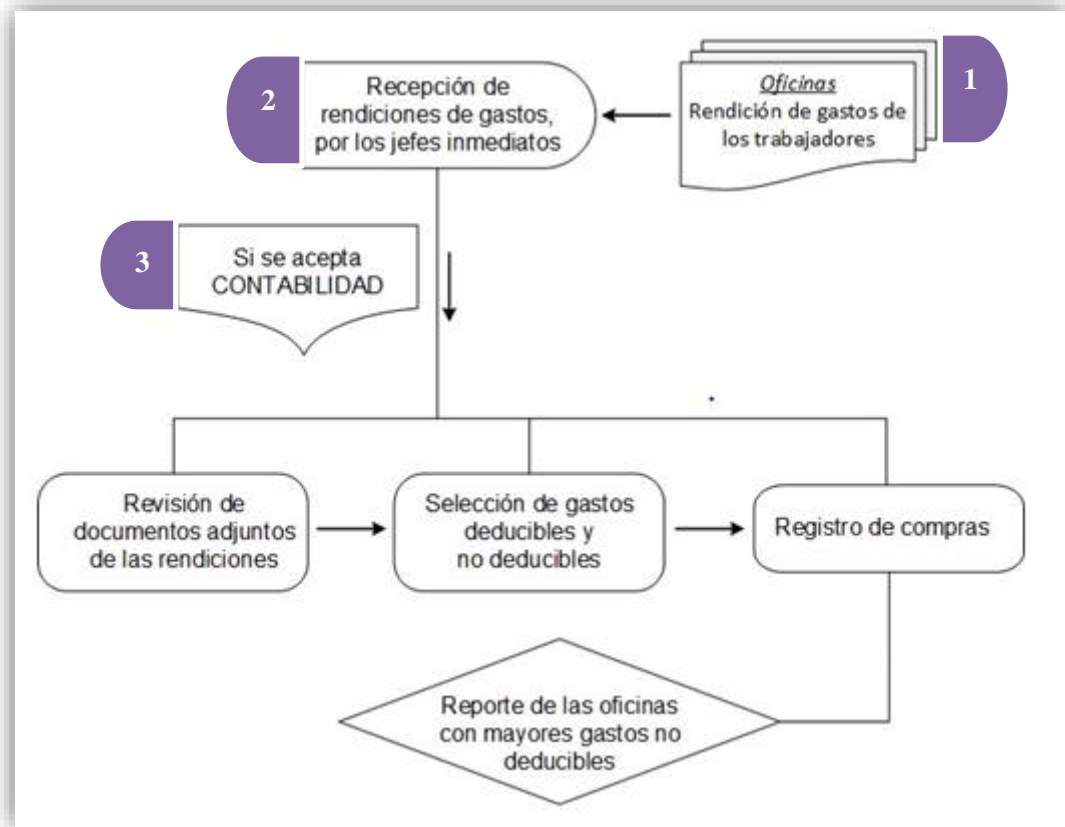 1
Oficinas
Rendición de gastos de
los trabajadores
2
Recepción de
rendiciones de gastos,
por los jefes inmediatos
3
Si se acepta
CONTABILIDAD
Revisión de
documentos adjuntos
de las rendiciones
Selección de gastos
deducibles y
no deducibles
Registro de compras
Reporte de las oficinas
con mayores gastos no
deducibles